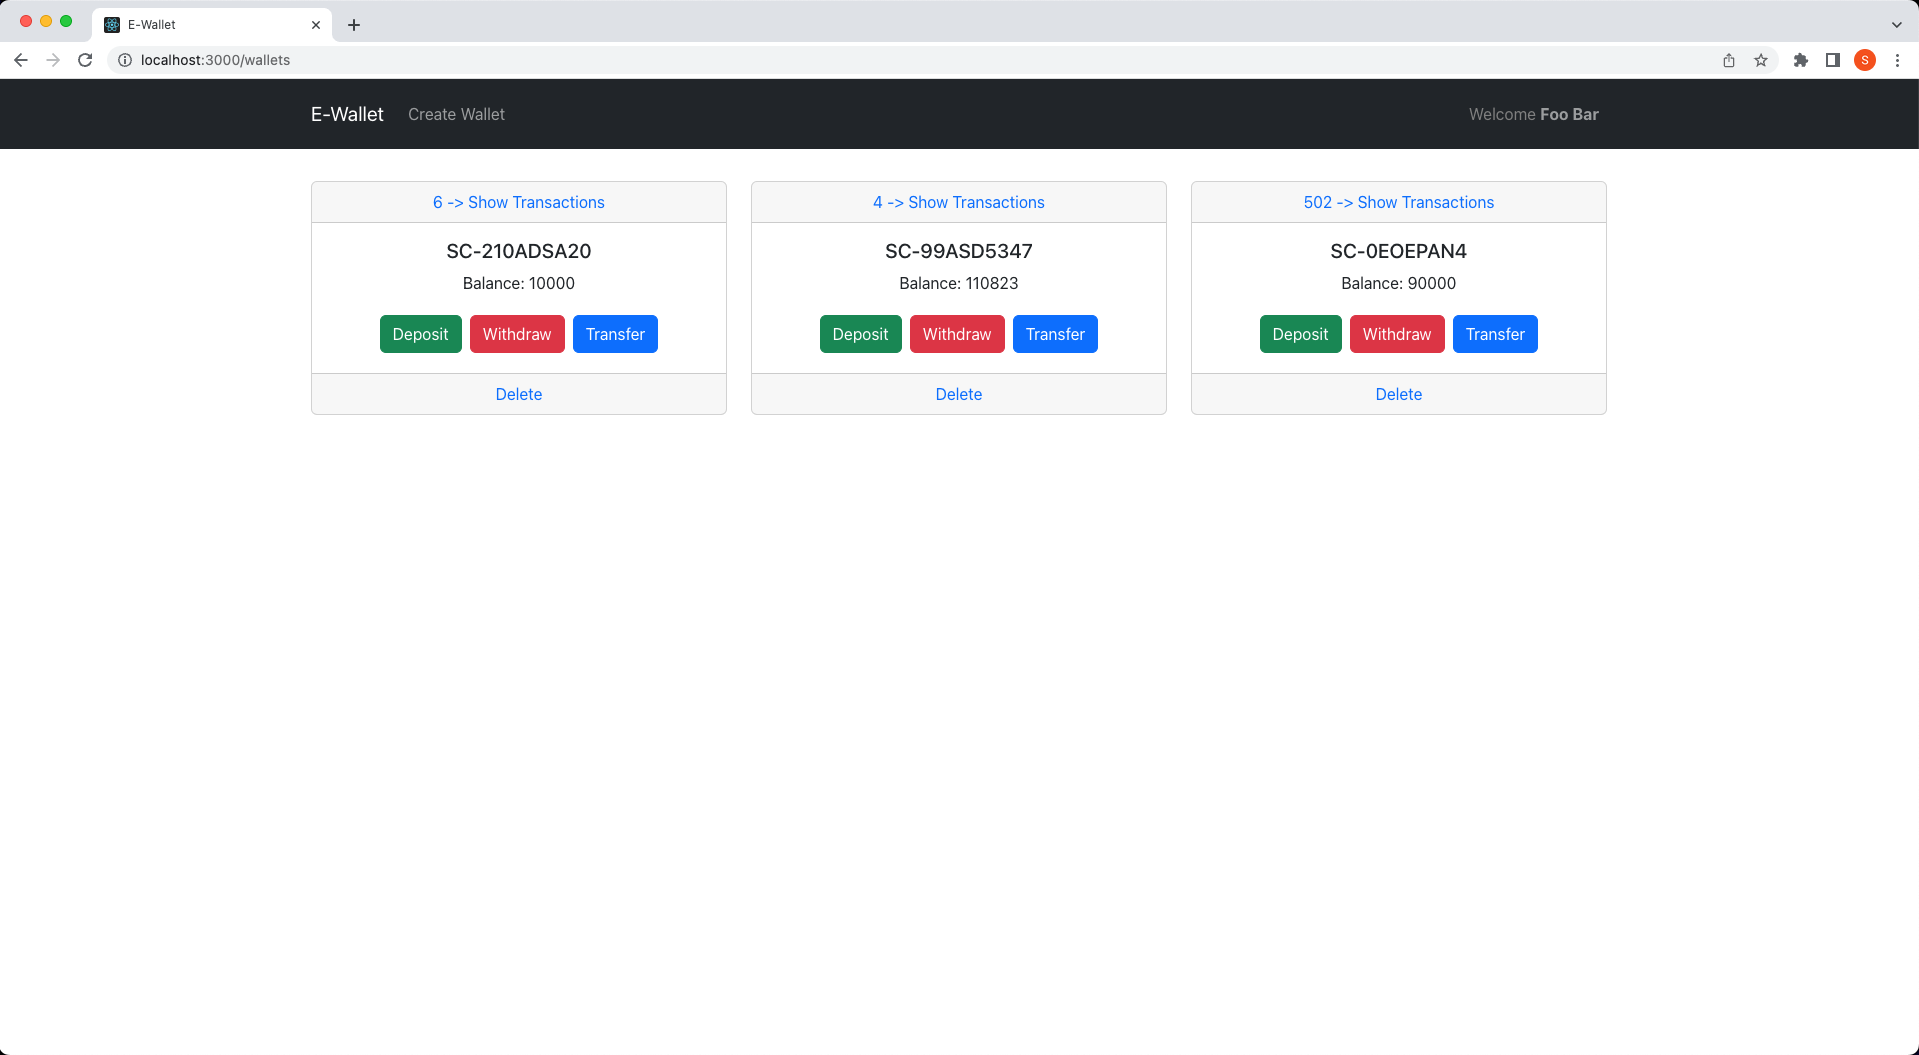 E-Wallet
localhost:3000/wallets
S
E-Wallet Create Wallet Welcome Foo Bar
6 -> Show Transactions
SC-210ADSA20
Balance: 10000
Deposit Withdraw Transfer
Delete
4 -> Show Transactions
SC-99ASD5347
Balance: 110823
Deposit Withdraw Transfer
Delete
502 -> Show Transactions
SC-0EOEPAN4
Balance: 90000
Deposit Withdraw Transfer
Delete